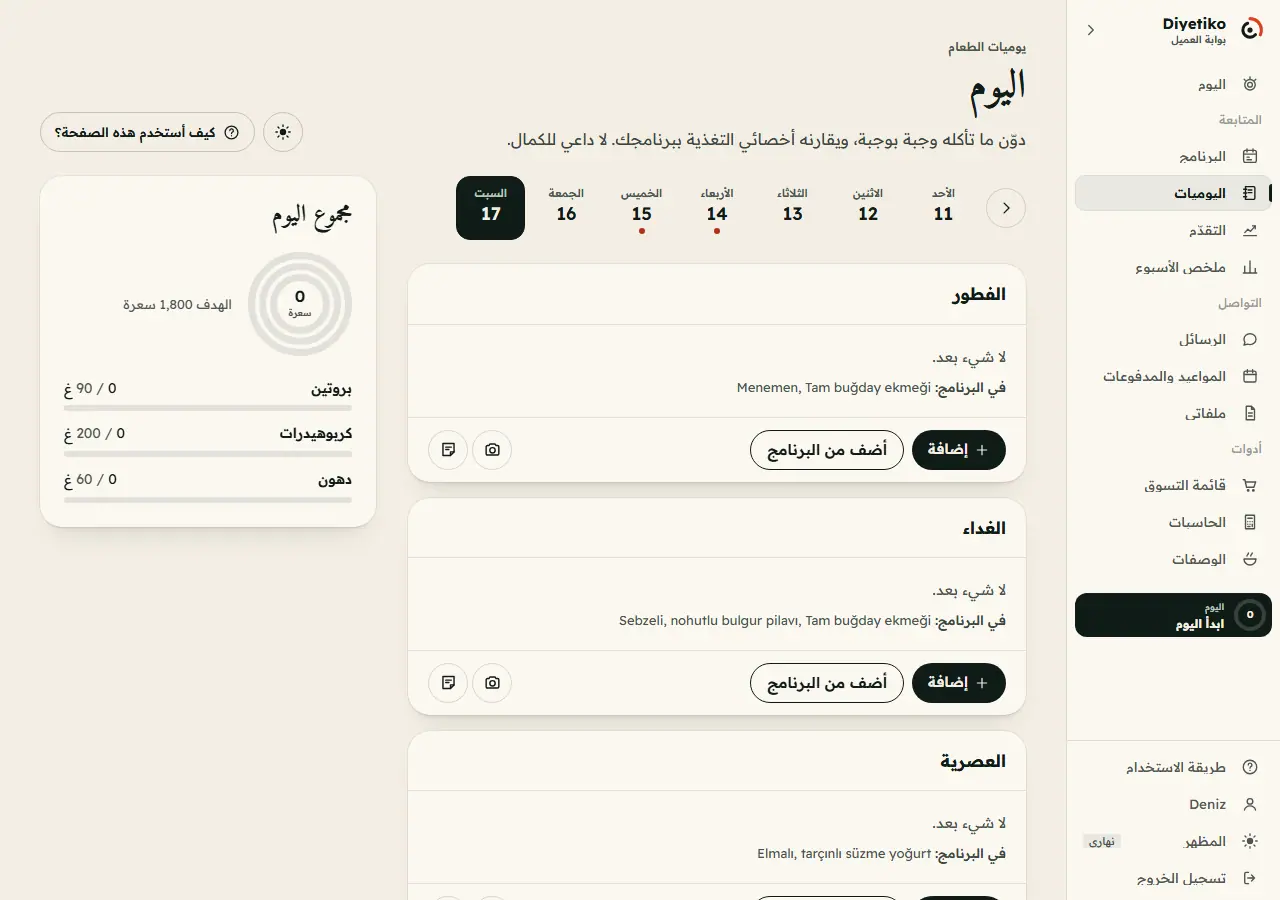 Diyetiko
بوابة العميل
اليوم
المتابعة
البرنامج
اليوميات
التقدّم
ملخص الأسبوع
التواصل
الرسائل
المواعيد والمدفوعات
ملفاتي
أدوات
قائمة التسوق
الحاسبات
الوصفات
0
اليوم
ابدأ اليوم
طريقة الاستخدام
Deniz
المظهر نهاري
تسجيل الخروج
يوميات الطعام
اليوم
دوّن ما تأكله وجبة بوجبة، ويقارنه أخصائي التغذية ببرنامجك. لا داعي للكمال.
كيف أستخدم هذه الصفحة؟
الأحد 11
الاثنين 12
الثلاثاء 13
الأربعاء 14
الخميس 15
الجمعة 16
السبت 17
الفطور
لا شيء بعد.
في البرنامج: Menemen, Tam buğday ekmeği
إضافة
أضف من البرنامج
الغداء
لا شيء بعد.
في البرنامج: Sebzeli, nohutlu bulgur pilavı, Tam buğday ekmeği
إضافة
أضف من البرنامج
العصرية
لا شيء بعد.
في البرنامج: Elmalı, tarçınlı süzme yoğurt
مجموع اليوم
0
سعرة
الهدف 1,800 سعرة
بروتين 0 / 90 غ
كربوهيدرات 0 / 200 غ
دهون 0 / 60 غ